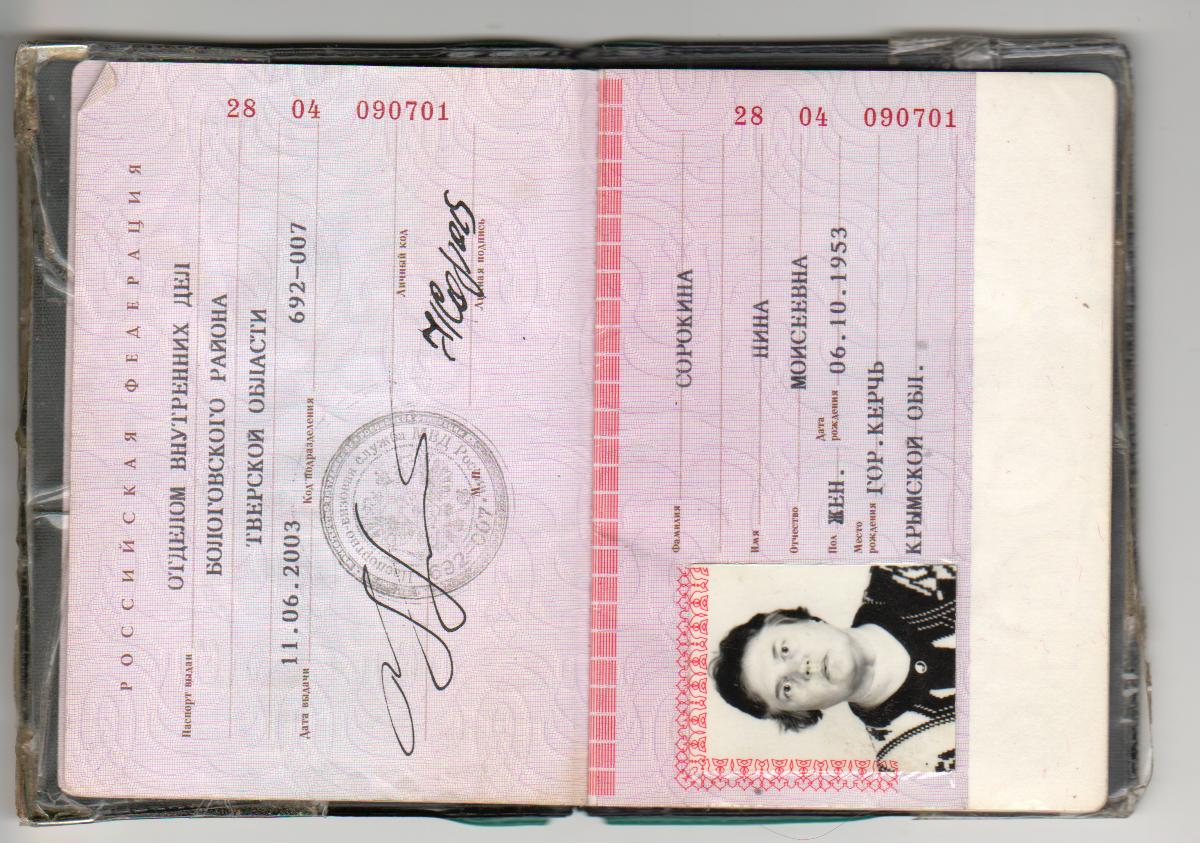 РОССИЙСКАЯ ФЕДЕРАЦИЯ
Паспорт выдан
ОТДЕЛОМ ВНУТРЕННИХ ДЕЛ
БОЛОГОВСКОГО РАЙОНА
ТВЕРСКОЙ ОБЛАСТИ
Дата выдачи 11.06.2003 Код подразделения 692-007
Личный код
Личная подпись
М.П.
28 04 090701
Фамилия СОРОКИНА
Имя НИНА
Отчество МОИСЕЕВНА
Пол ЖЕН. Дата рождения 06.10.1953
Место рождения ГОР.КЕРЧЬ
КРЫМСКОЙ ОБЛ.
28 04 090701